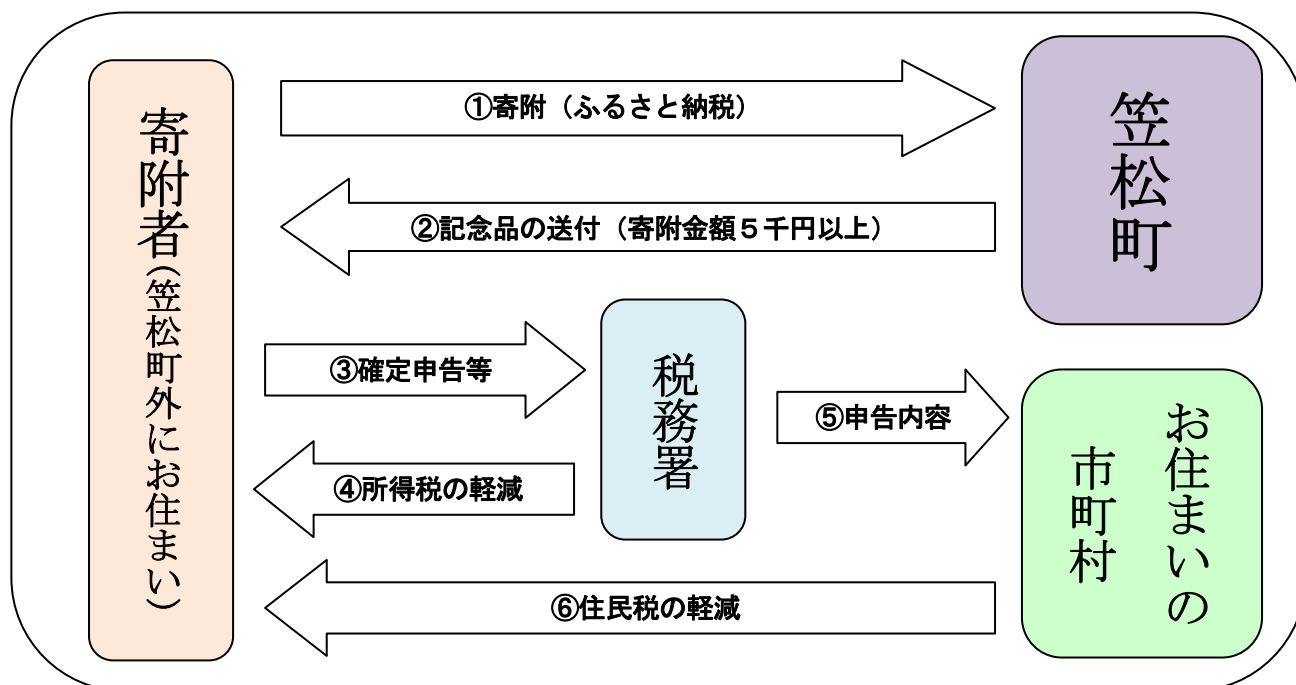 寄附者(笠松町外にお住まい)
①寄附（ふるさと納税）
笠松町
②記念品の送付（寄附金額５千円以上）
③確定申告等
税務署
⑤申告内容
お住まいの
市町村
④所得税の軽減
⑥住民税の軽減